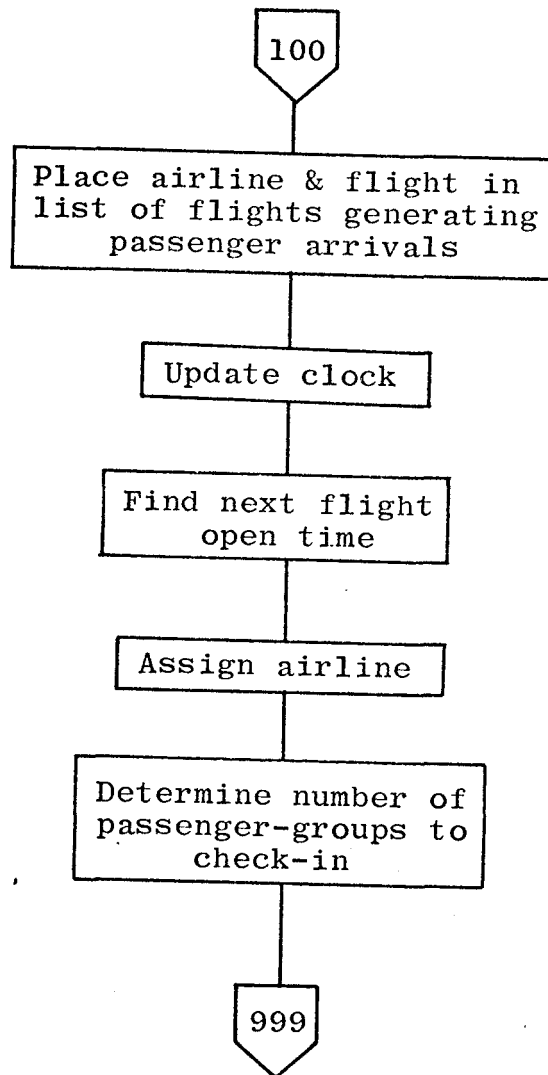 100
Place airline & flight in
list of flights generating
passenger arrivals
Update clock
Find next flight
open time
Assign airline
Determine number of
passenger-groups to
check-in
999